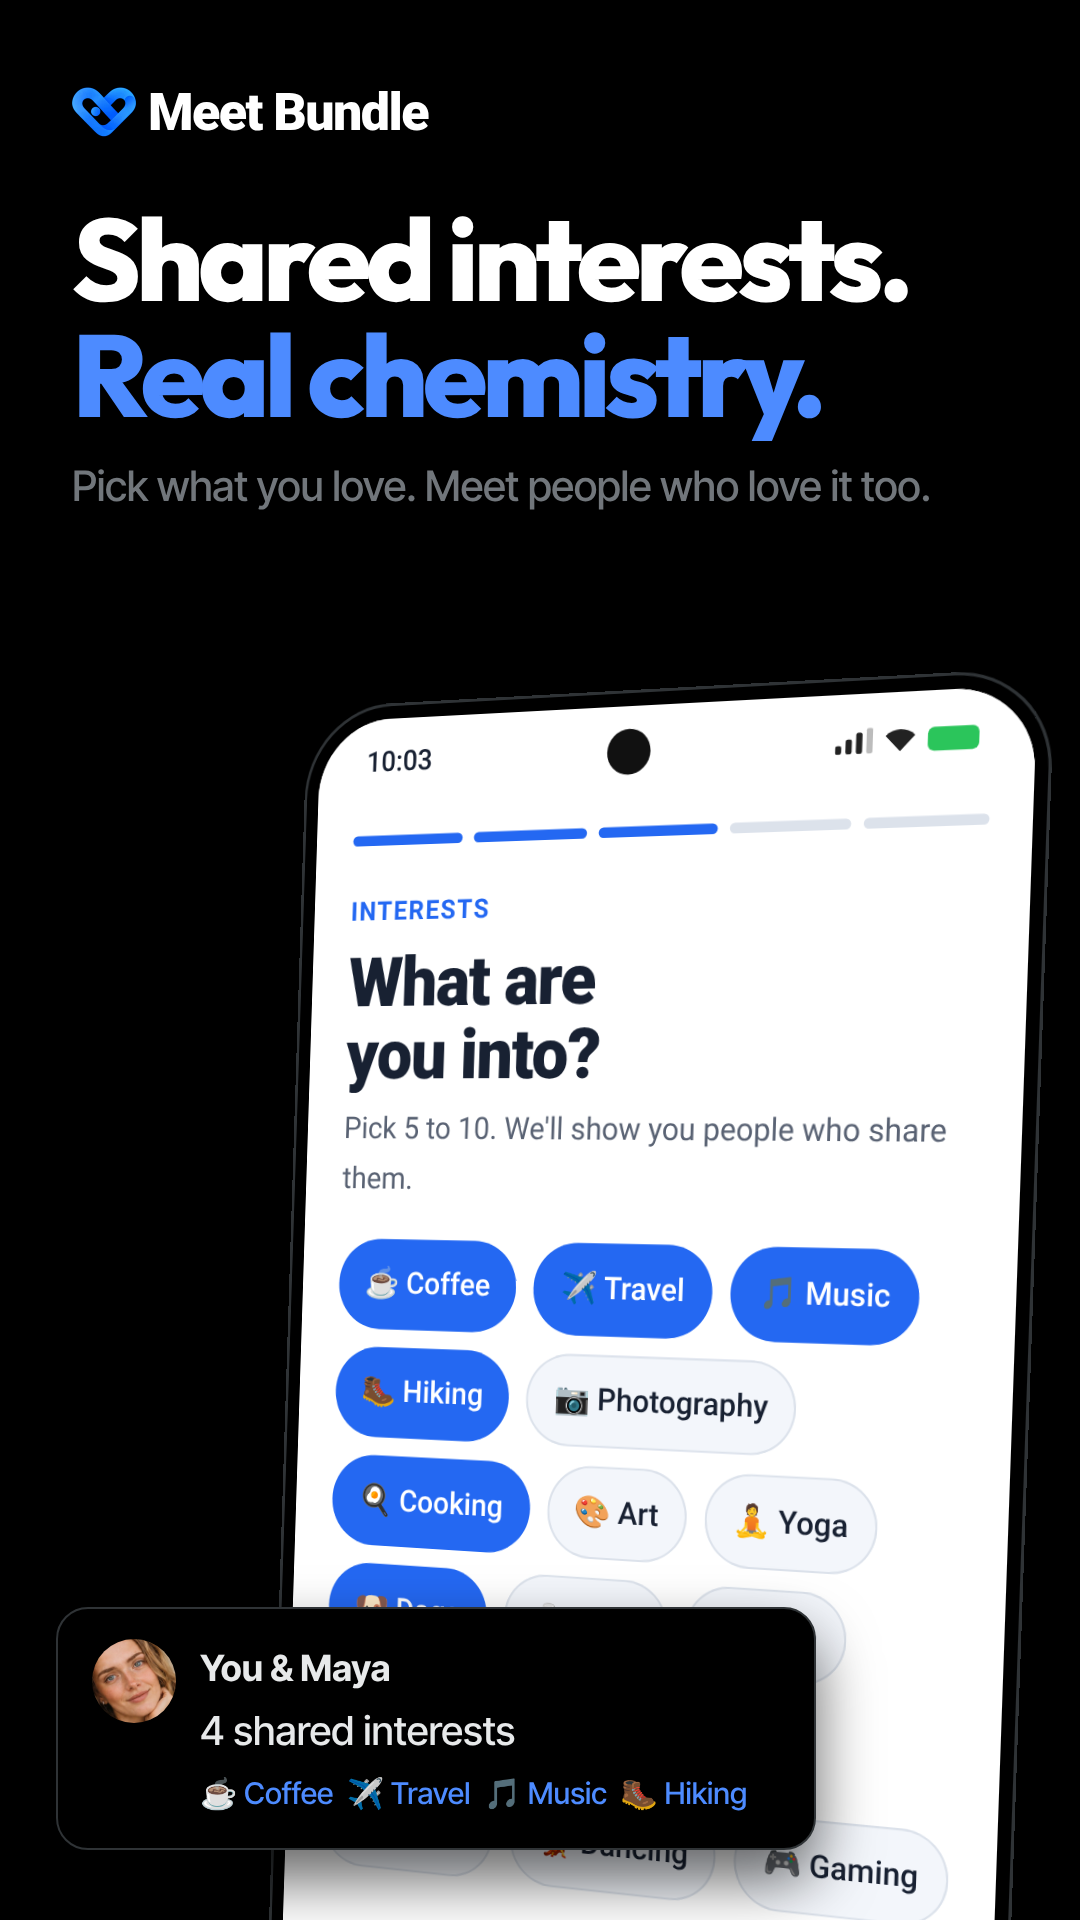 Meet Bundle
Shared interests.
Real chemistry.
Pick what you love. Meet people who love it too.
10:03
INTERESTS
What are
you into?
Pick 5 to 10. We'll show you people who share
them.
Coffee Travel Music
Hiking Photography
Cooking Art Yoga
You & Maya
4 shared interests
Coffee Travel Music Hiking
Dancing Gaming